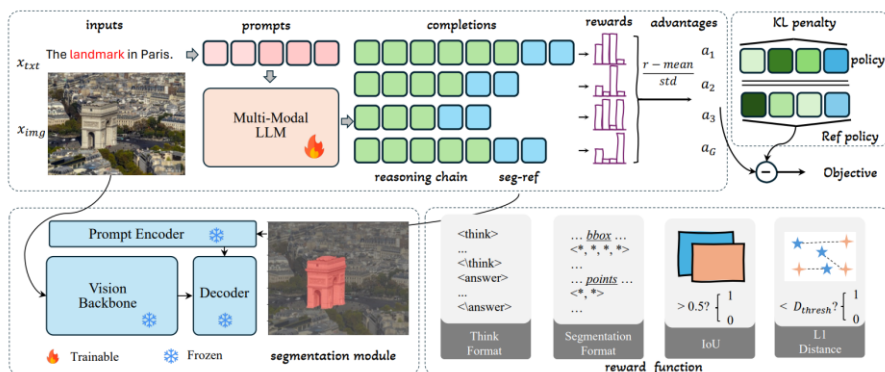 inputs
prompts
completions
rewards
advantages
KL penalty
x_txt
The landmark in Paris.
x_img
Multi-Modal
LLM
reasoning chain
seg-ref
r − mean
std
a_1
a_2
a_3
a_G
policy
Ref policy
−
Objective
Prompt Encoder
Vision
Backbone
Decoder
Trainable
Frozen
segmentation module
<think>
...
<\think>
<answer>
...
<\answer>
Think
Format
... bbox ...
<*, *, *, *>
...
... points ...
<*, *>
...
Segmentation
Format
> 0.5? { 1
0
IoU
< D_thresh? { 1
0
L1
Distance
reward function